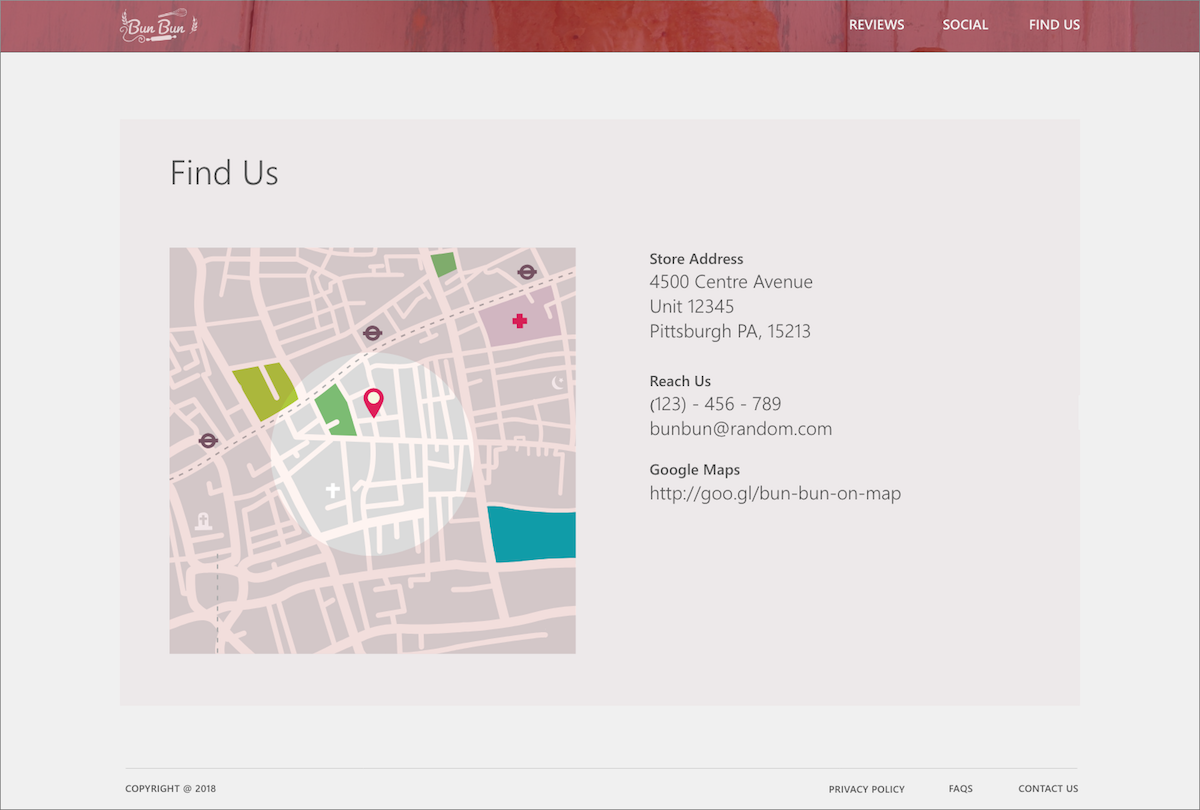 Bun Bun
REVIEWS SOCIAL FIND US
Find Us
Store Address
4500 Centre Avenue
Unit 12345
Pittsburgh PA, 15213
Reach Us
(123) - 456 - 789
bunbun@random.com
Google Maps
http://goo.gl/bun-bun-on-map
COPYRIGHT @ 2018 PRIVACY POLICY FAQS CONTACT US